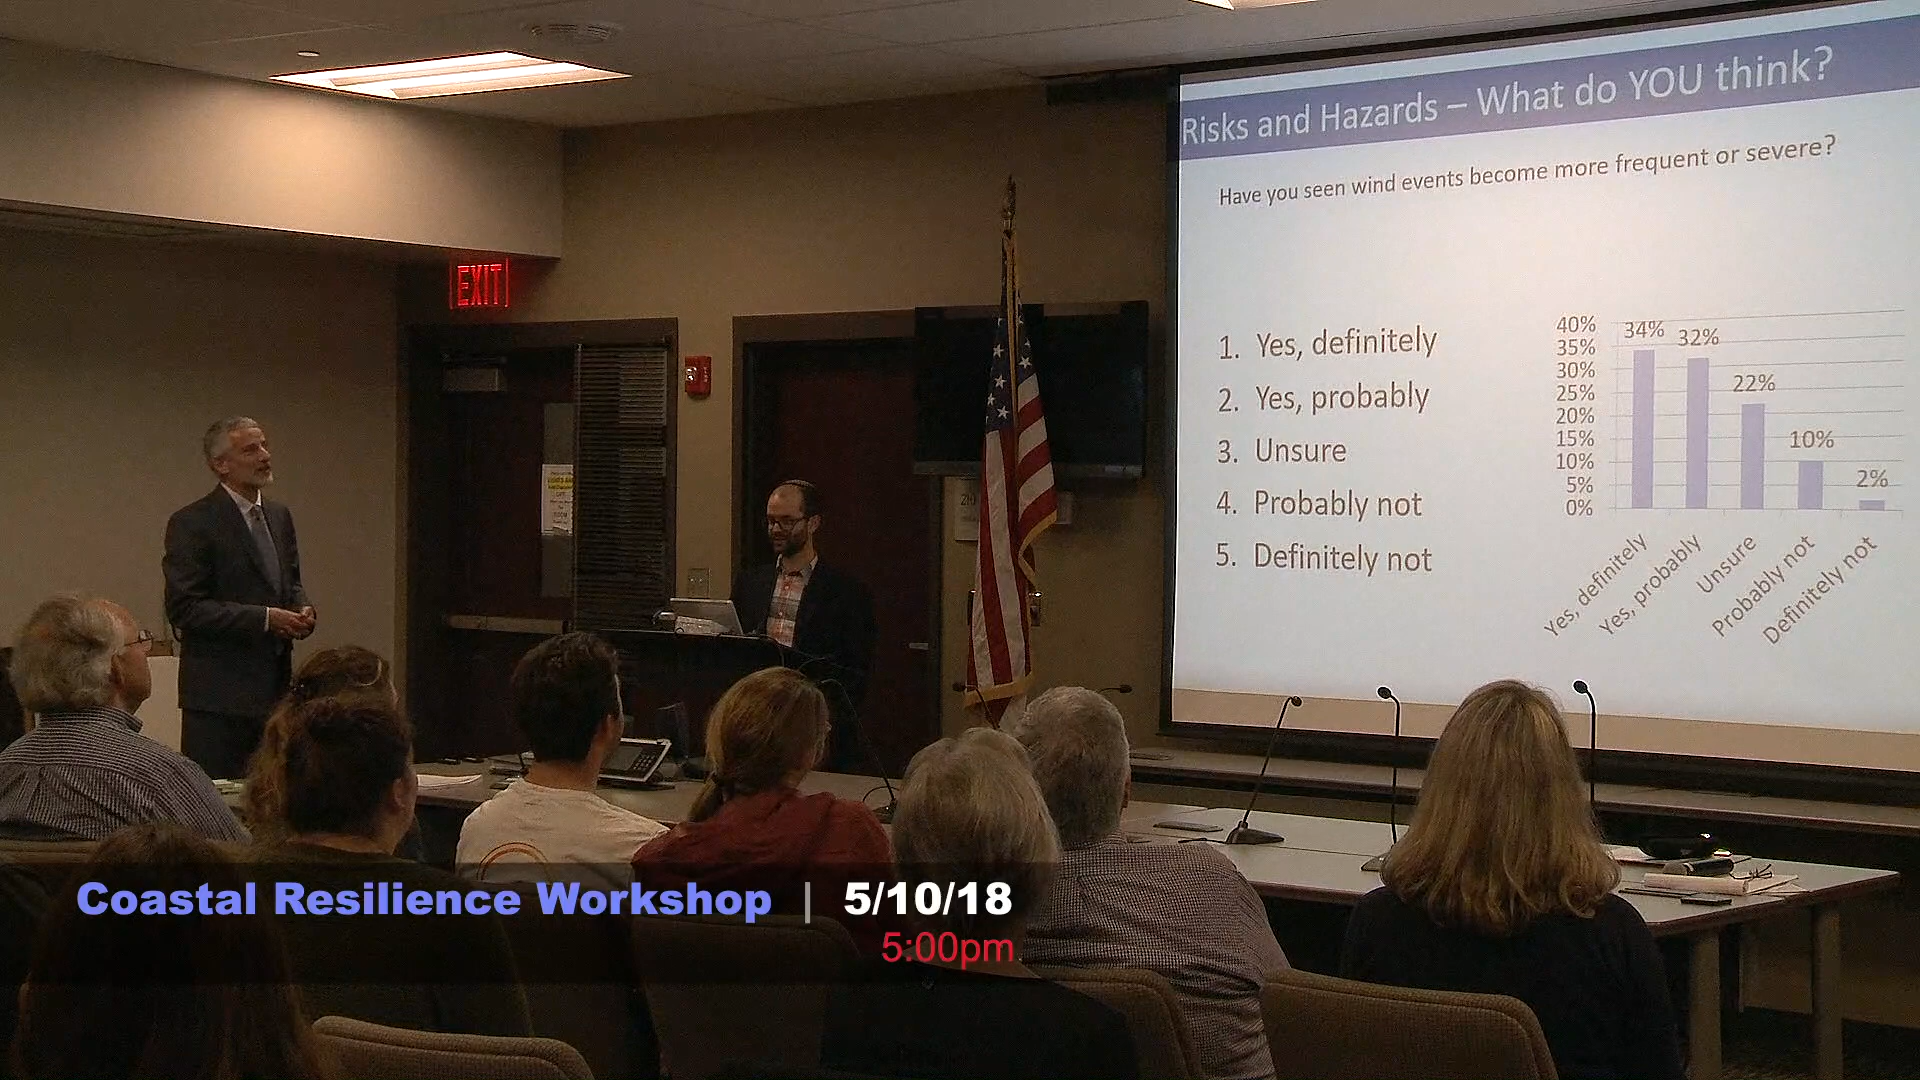 Risks and Hazards – What do YOU think?
Have you seen wind events become more frequent or severe?
1. Yes, definitely
2. Yes, probably
3. Unsure
4. Probably not
5. Definitely not
40%
35%
30%
25%
20%
15%
10%
5%
0%
34%
32%
22%
10%
2%
Yes, definitely
Yes, probably
Unsure
Probably not
Definitely not
EXIT
Coastal Resilience Workshop | 5/10/18
5:00pm